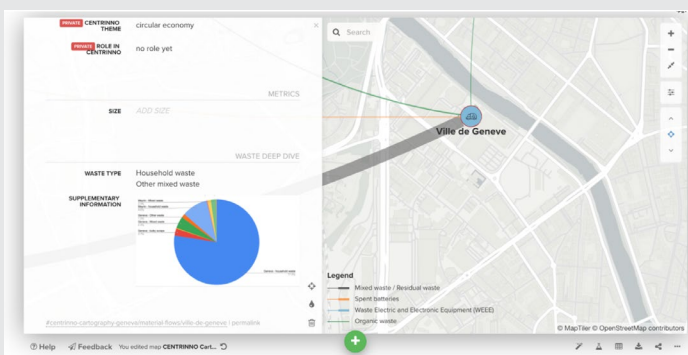 PRIVATE CENTRINNO THEME
circular economy
PRIVATE ROLE IN CENTRINNO
no role yet
METRICS
SIZE
ADD SIZE
WASTE DEEP DIVE
WASTE TYPE
Household waste
Other mixed waste
SUPPLEMENTARY INFORMATION
#centrinno-cartography-geneva/material-flows/ville-de-geneve | permalink
Search
Ville de Geneve
Legend
Mixed waste / Residual waste
Spent batteries
Waste Electric and Electronic Equipment (WEEE)
Organic waste
© MapTiler © OpenStreetMap contributors
Help
Feedback
You edited map CENTRINNO Cart...